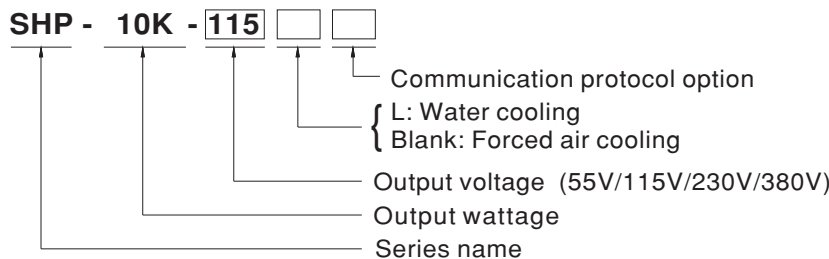 SHP - 10K - 115
Communication protocol option
L: Water cooling
Blank: Forced air cooling
Output voltage (55V/115V/230V/380V)
Output wattage
Series name